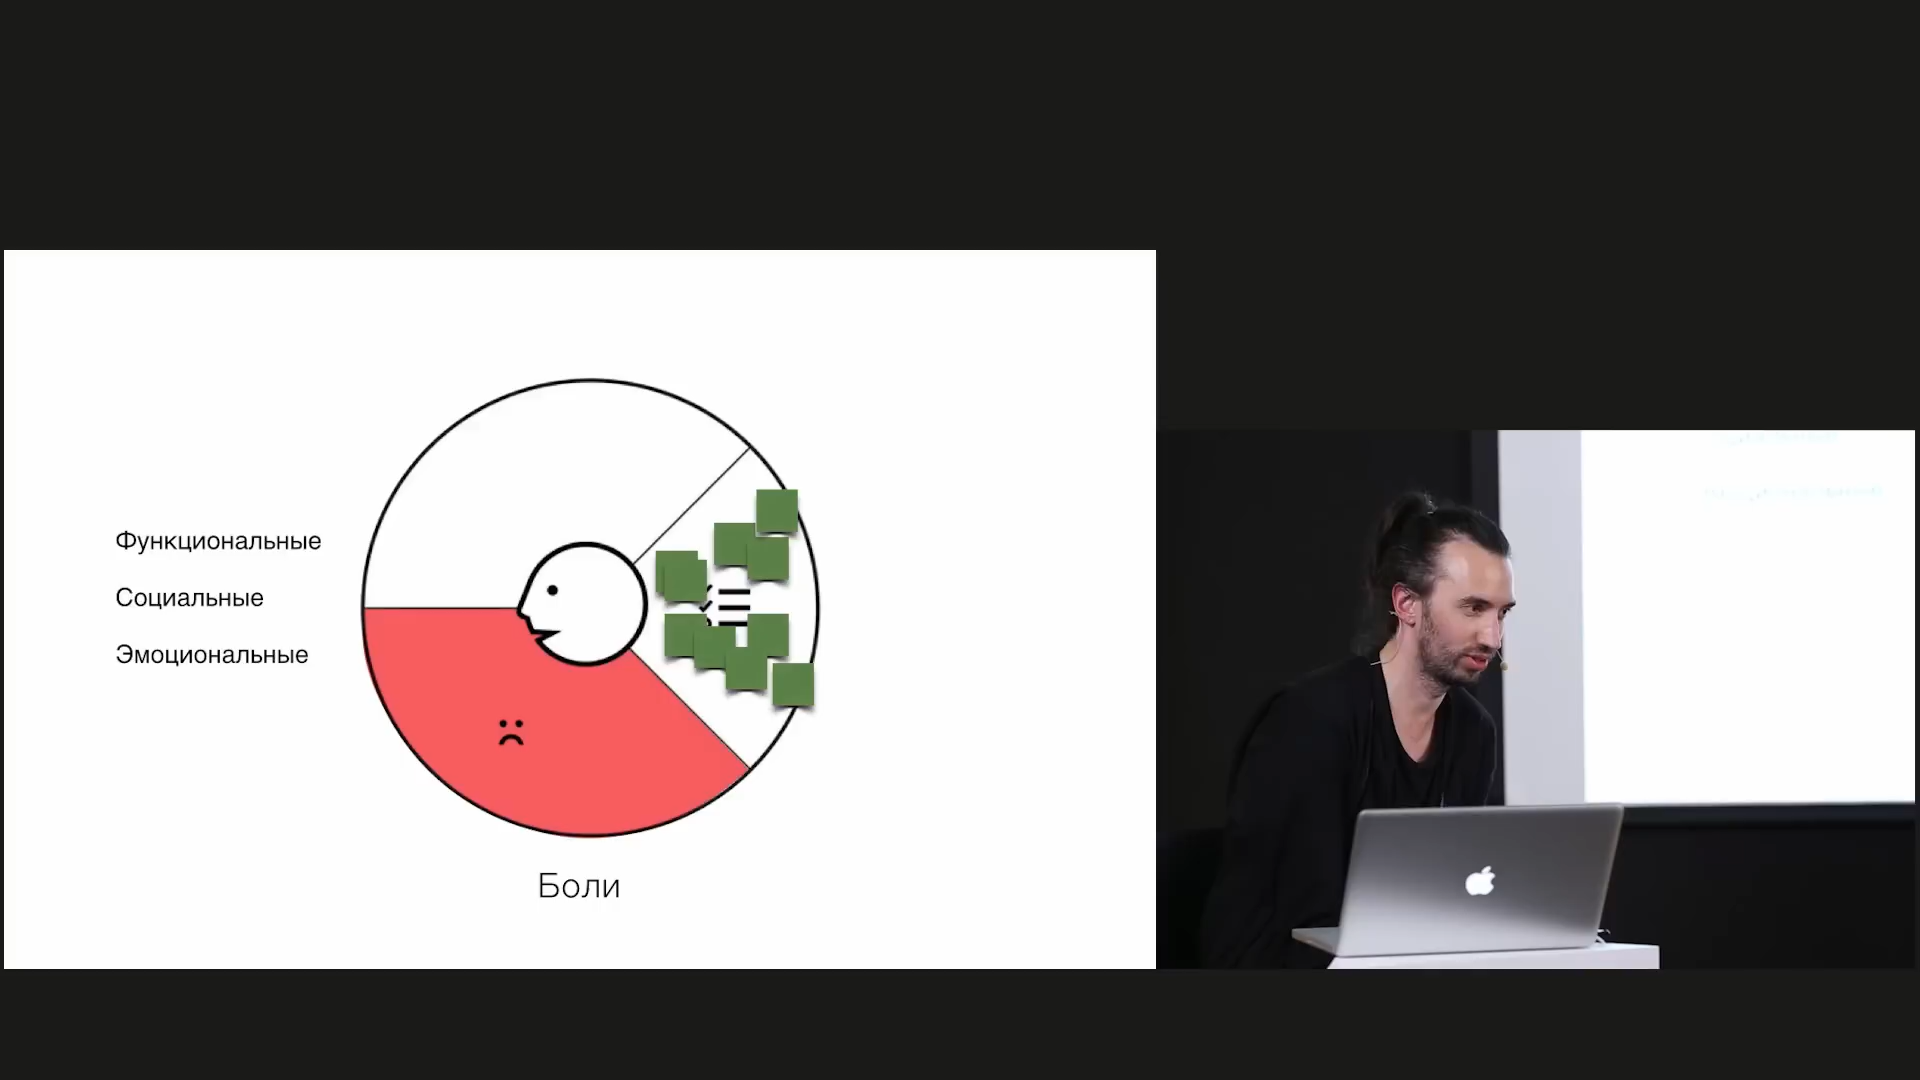 Функциональные
Социальные
Эмоциональные
Боли